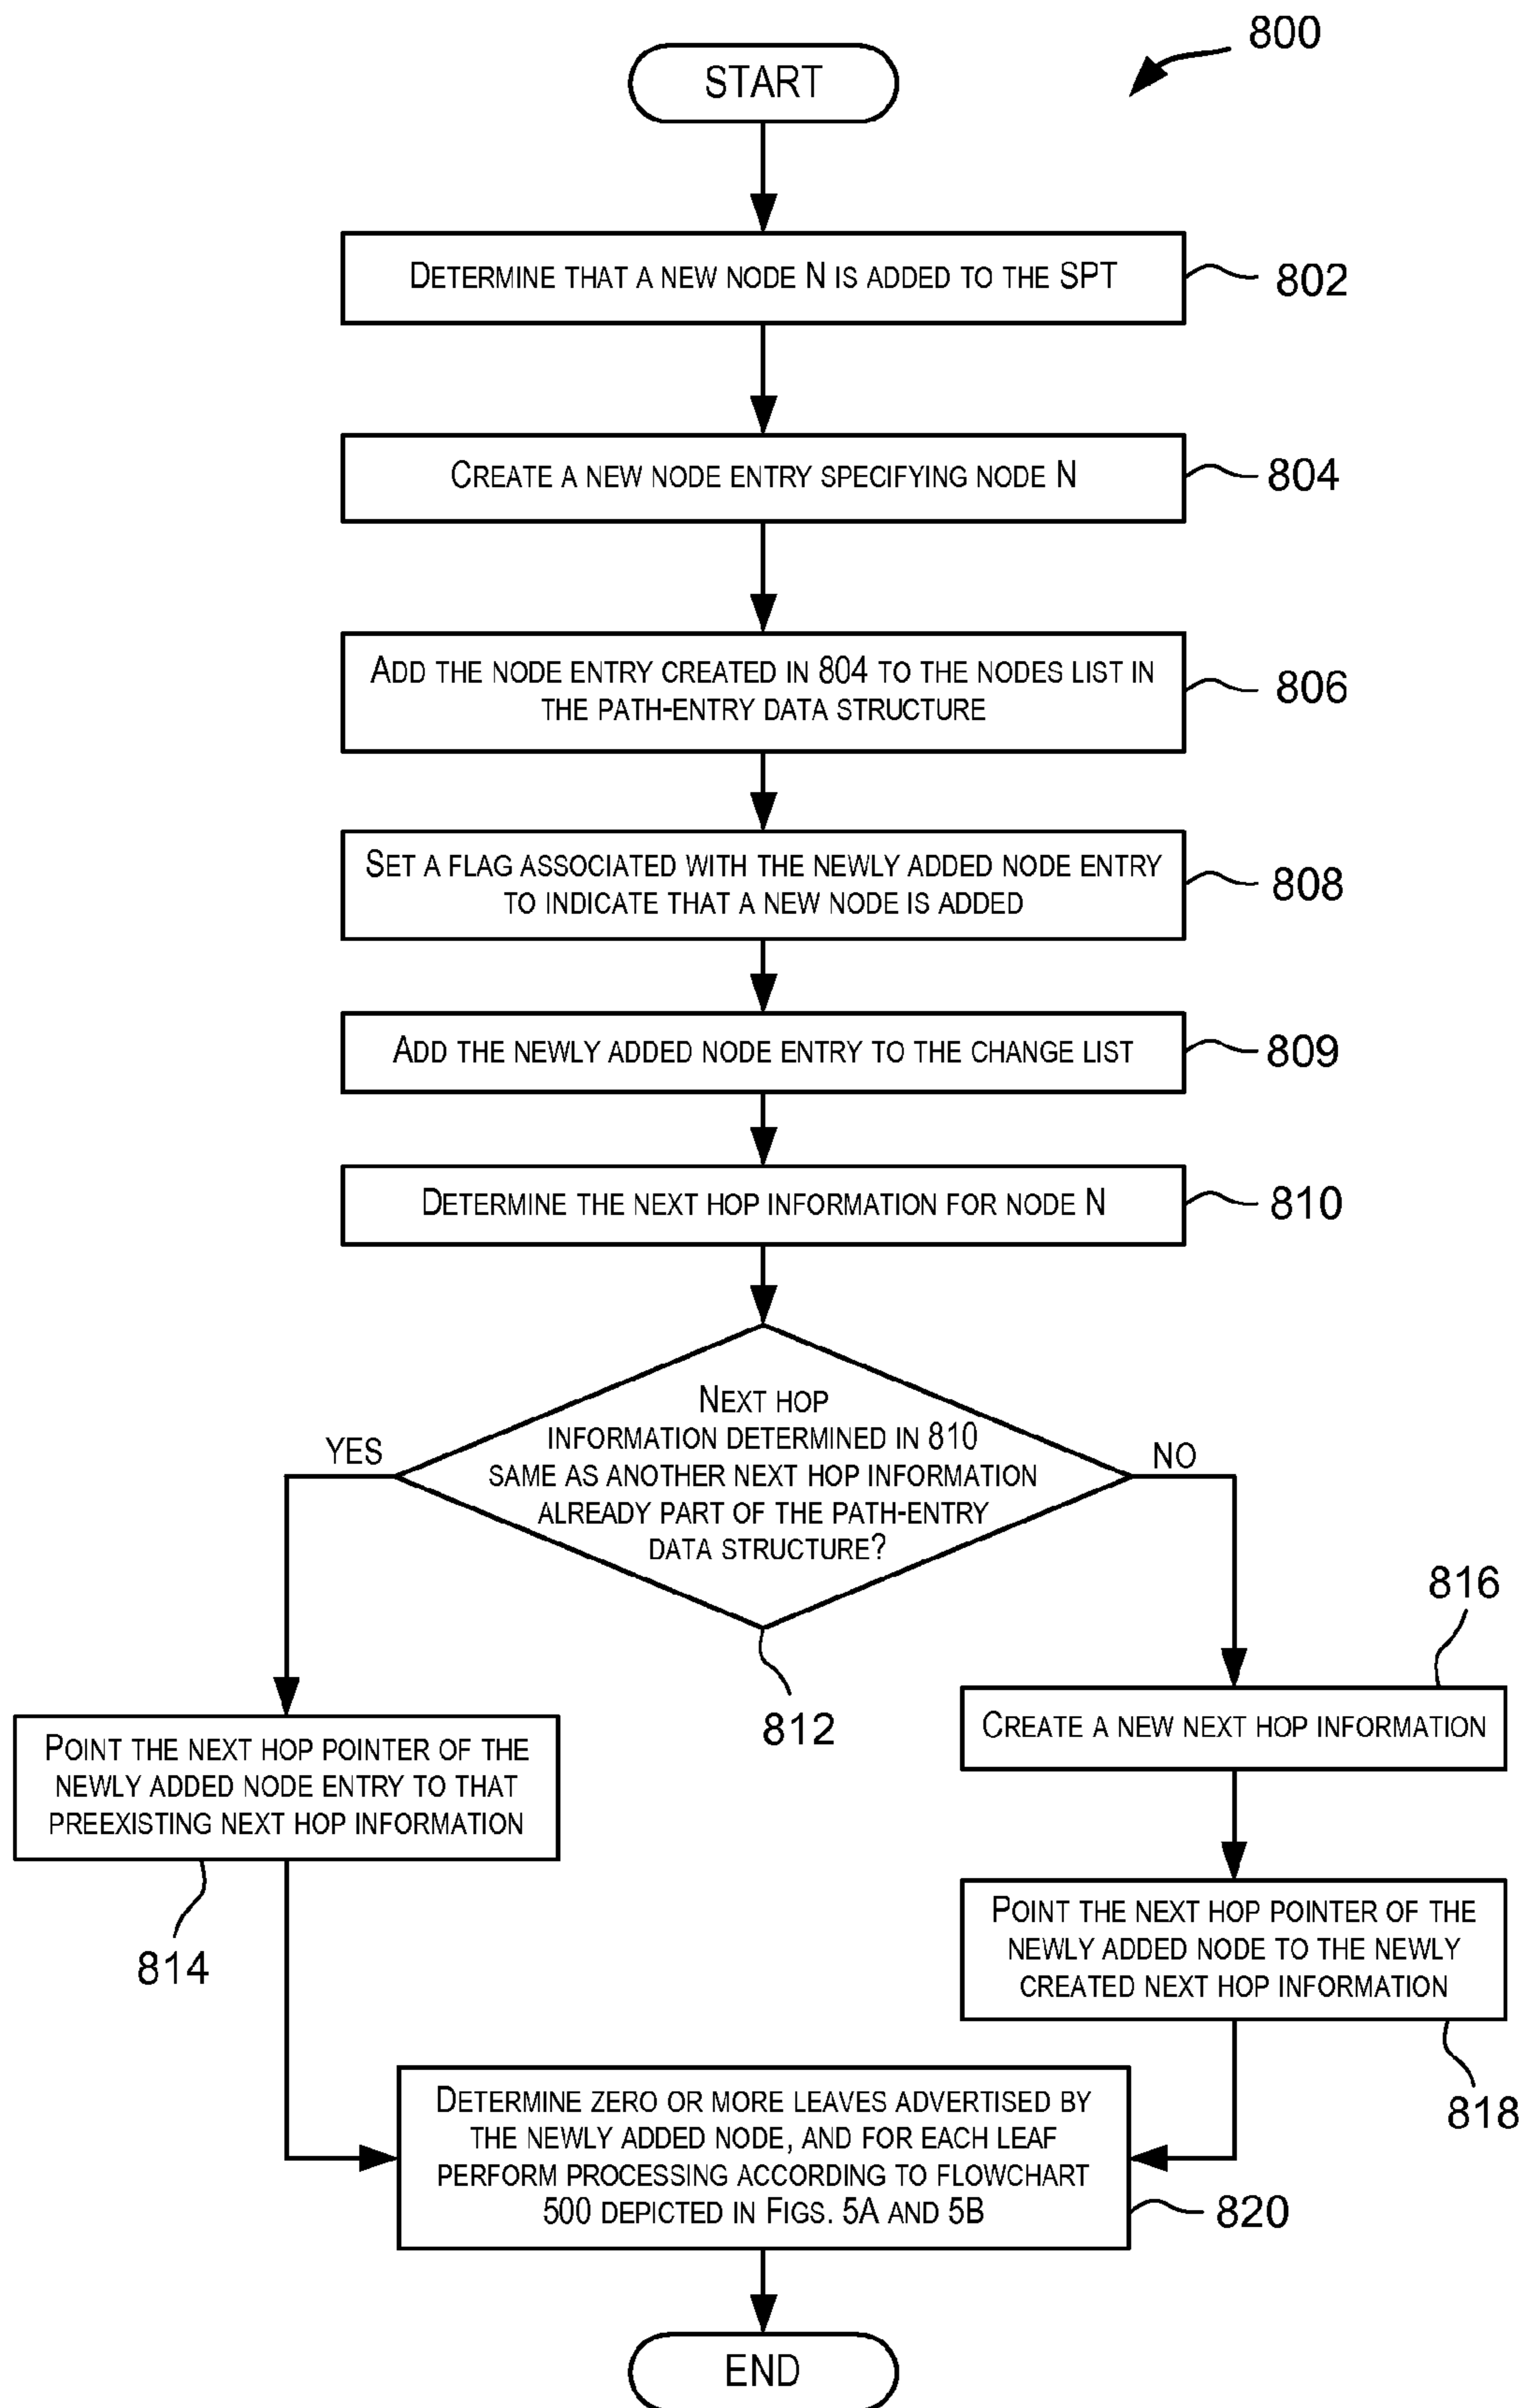 800
START
DETERMINE THAT A NEW NODE N IS ADDED TO THE SPT
802
CREATE A NEW NODE ENTRY SPECIFYING NODE N
804
ADD THE NODE ENTRY CREATED IN 804 TO THE NODES LIST IN
THE PATH-ENTRY DATA STRUCTURE
806
SET A FLAG ASSOCIATED WITH THE NEWLY ADDED NODE ENTRY
TO INDICATE THAT A NEW NODE IS ADDED
808
ADD THE NEWLY ADDED NODE ENTRY TO THE CHANGE LIST
809
DETERMINE THE NEXT HOP INFORMATION FOR NODE N
810
NEXT HOP
INFORMATION DETERMINED IN 810
SAME AS ANOTHER NEXT HOP INFORMATION
ALREADY PART OF THE PATH-ENTRY
DATA STRUCTURE?
812
YES
NO
POINT THE NEXT HOP POINTER OF THE
NEWLY ADDED NODE ENTRY TO THAT
PREEXISTING NEXT HOP INFORMATION
814
816
CREATE A NEW NEXT HOP INFORMATION
POINT THE NEXT HOP POINTER OF THE
NEWLY ADDED NODE TO THE NEWLY
CREATED NEXT HOP INFORMATION
818
DETERMINE ZERO OR MORE LEAVES ADVERTISED BY
THE NEWLY ADDED NODE, AND FOR EACH LEAF
PERFORM PROCESSING ACCORDING TO FLOWCHART
500 DEPICTED IN FIGS. 5A AND 5B
820
END